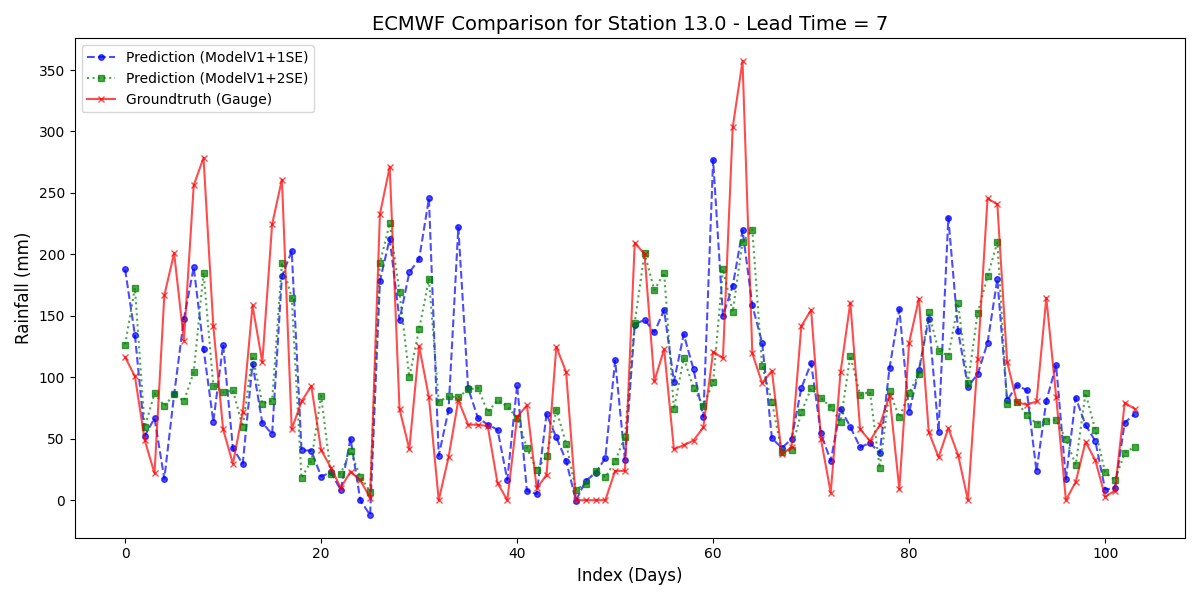 ECMWF Comparison for Station 13.0 - Lead Time = 7
Prediction (ModelV1+1SE)
Prediction (ModelV1+2SE)
Groundtruth (Gauge)
Rainfall (mm)
350
300
250
200
150
100
50
0
0 20 40 60 80 100
Index (Days)